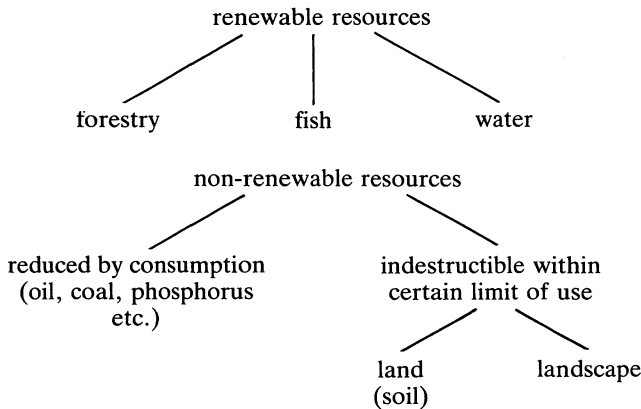 renewable resources
forestry
fish
water
non-renewable resources
reduced by consumption
(oil, coal, phosphorus
etc.)
indestructible within
certain limit of use
land
(soil)
landscape